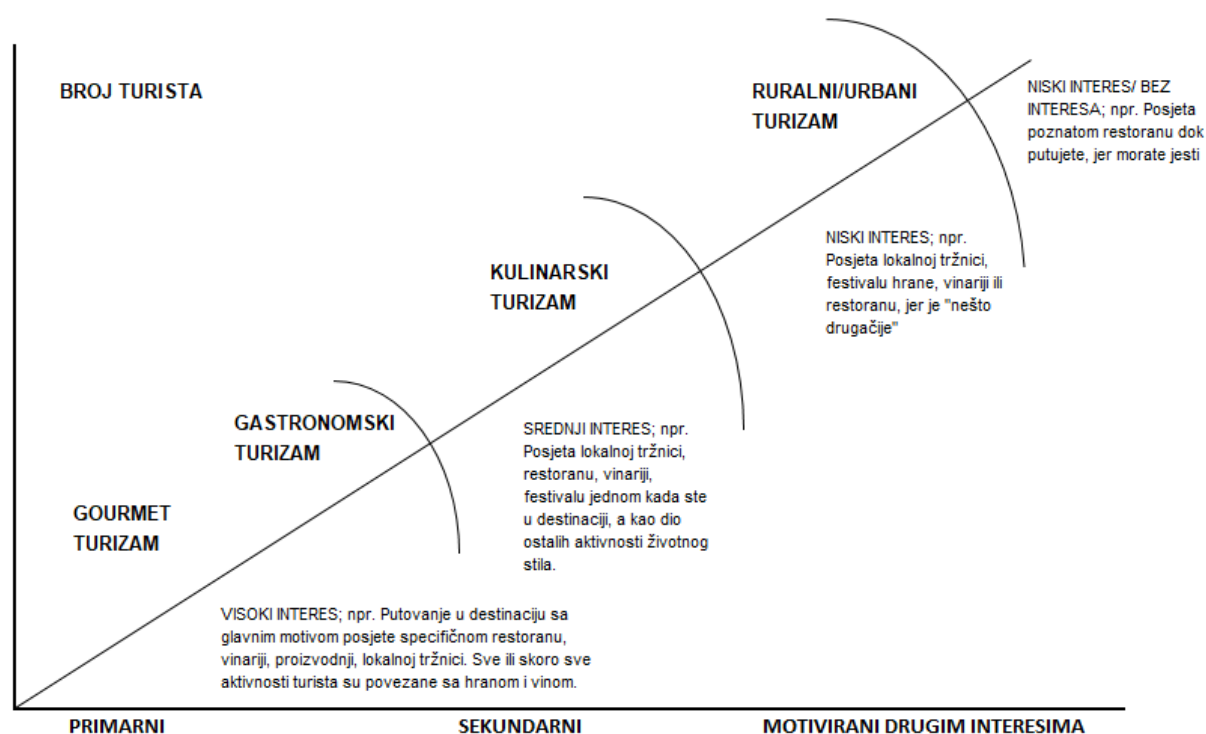 BROJ TURISTA
RURALNI/URBANI
TURIZAM
NISKI INTERES/ BEZ
INTERESA; npr. Posjeta
poznatom restoranu dok
putujete, jer morate jesti
NISKI INTERES; npr.
Posjeta lokalnoj tržnici,
festivalu hrane, vinariji ili
restoranu, jer je "nešto
drugačije"
KULINARSKI
TURIZAM
GASTRONOMSKI
TURIZAM
SREDNJI INTERES; npr.
Posjeta lokalnoj tržnici,
restoranu, vinariji,
festivalu jednom kada ste
u destinaciji, a kao dio
ostalih aktivnosti životnog
stila.
GOURMET
TURIZAM
VISOKI INTERES; npr. Putovanje u destinaciju sa
glavnim motivom posjete specifičnom restoranu,
vinariji, proizvodnji, lokalnoj tržnici. Sve ili skoro sve
aktivnosti turista su povezane sa hranom i vinom.
PRIMARNI
SEKUNDARNI
MOTIVIRANI DRUGIM INTERESIMA